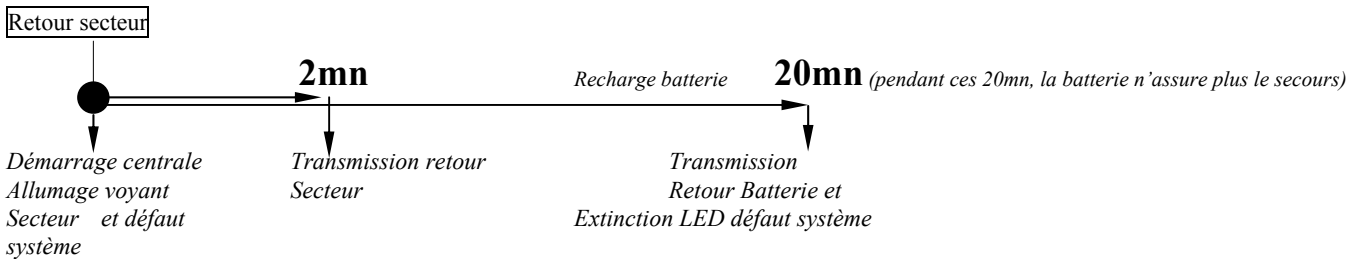 Retour secteur
2mn Recharge batterie 20mn (pendant ces 20mn, la batterie n'assure plus le secours)
Démarrage centrale Transmission retour Transmission
Allumage voyant Secteur Retour Batterie et
Secteur et défaut Extinction LED défaut système
système